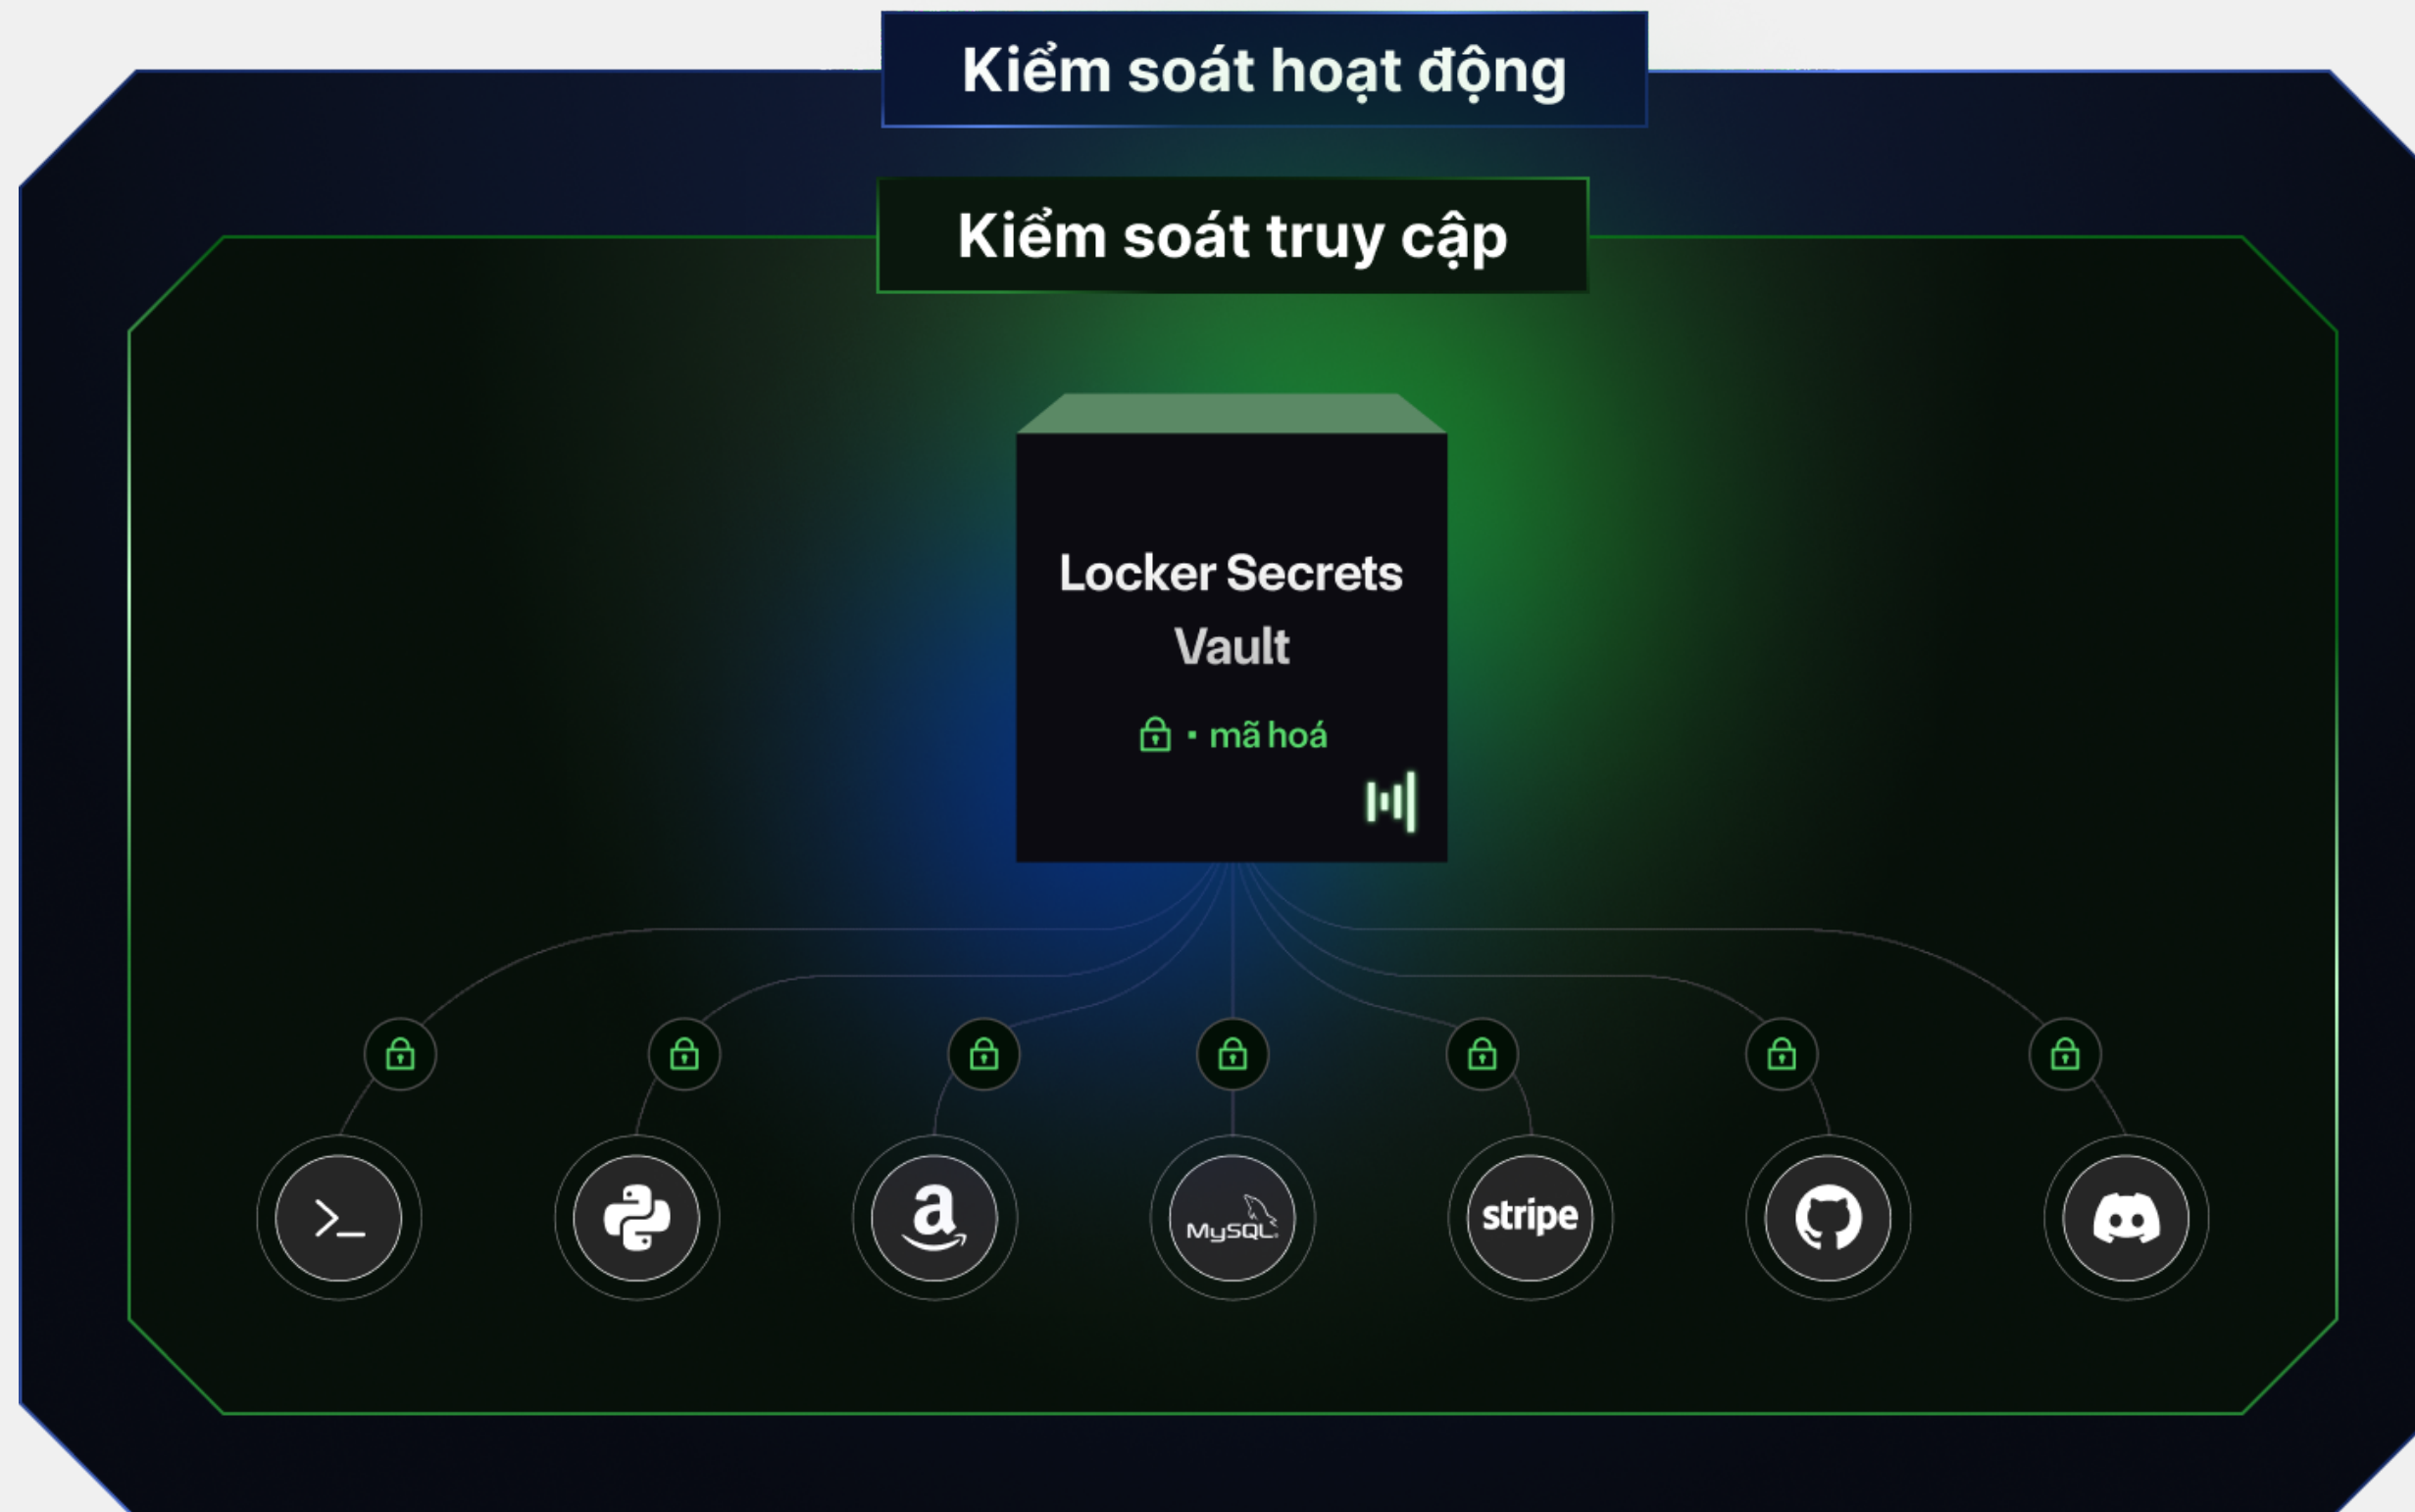 Kiểm soát hoạt động
Kiểm soát truy cập
Locker Secrets
Vault
· mã hoá
>_
a
MySQL
stripe